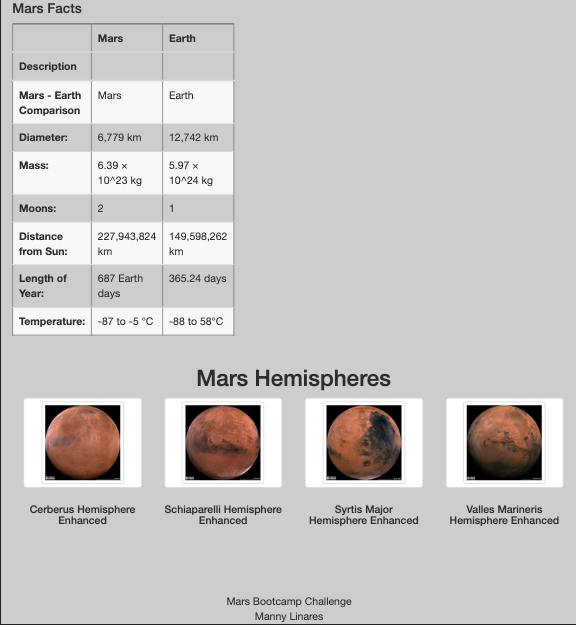 Mars Facts
Mars Earth
Description
Mars - Earth Mars Earth
Comparison
Diameter: 6,779 km 12,742 km
Mass: 6.39 × 5.97 ×
10^23 kg 10^24 kg
Moons: 2 1
Distance 227,943,824 149,598,262
from Sun: km km
Length of 687 Earth 365.24 days
Year: days
Temperature: -87 to -5 °C -88 to 58°C
Mars Hemispheres
Cerberus Hemisphere
Enhanced
Schiaparelli Hemisphere
Enhanced
Syrtis Major
Hemisphere Enhanced
Valles Marineris
Hemisphere Enhanced
Mars Bootcamp Challenge
Manny Linares